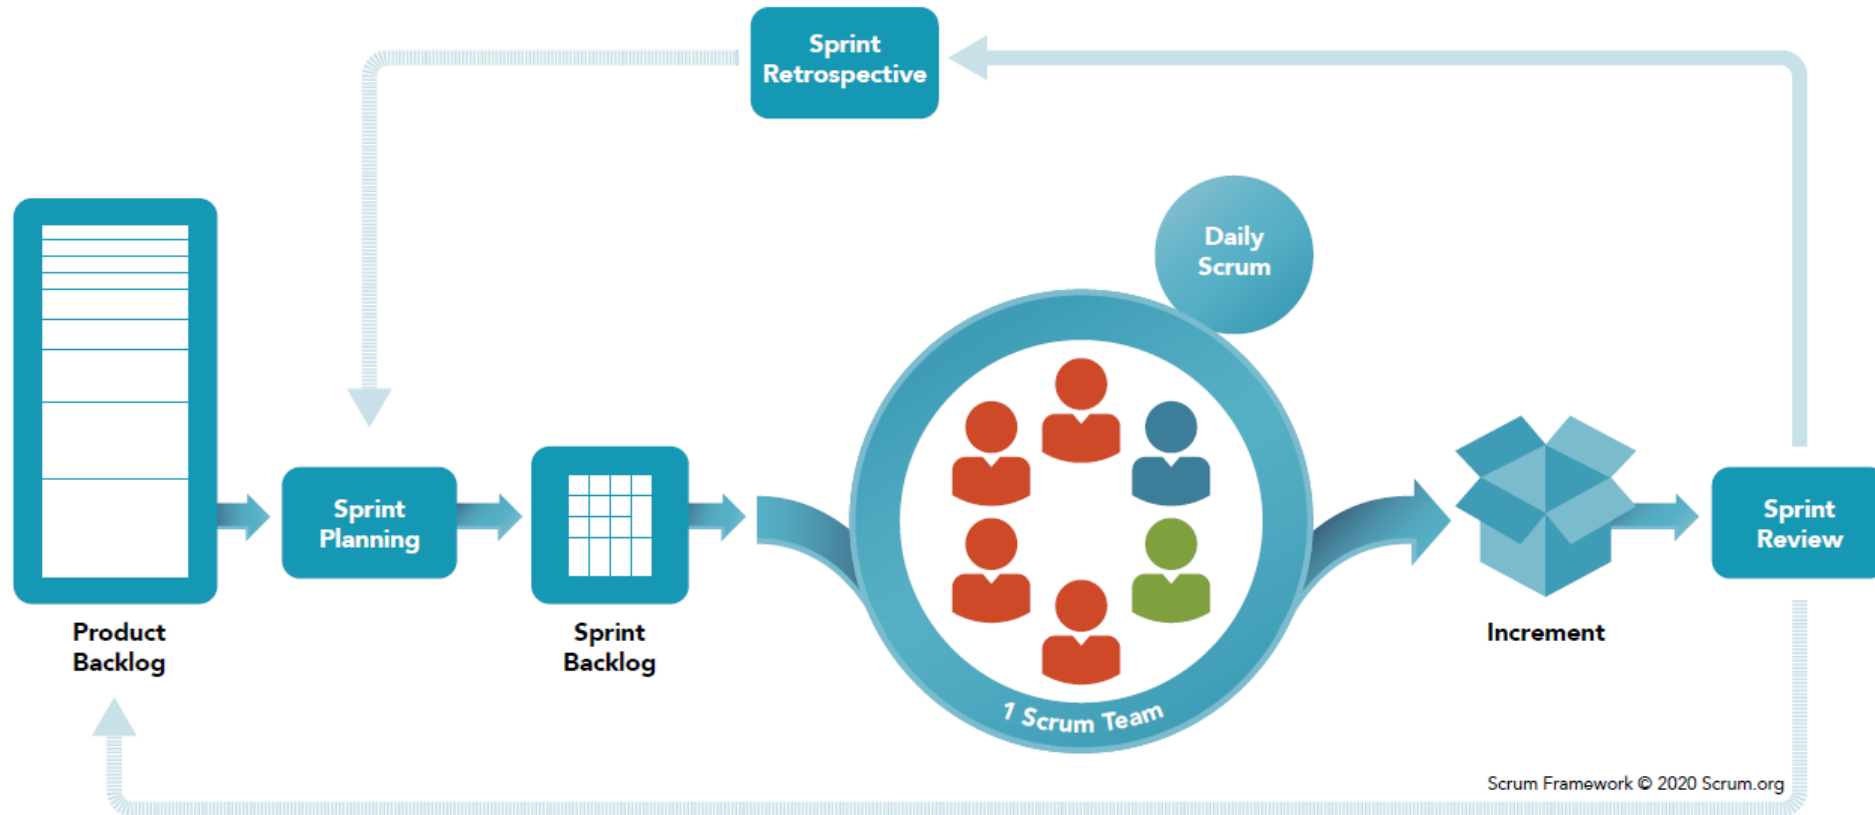 Sprint
Retrospective
Daily
Scrum
Sprint
Planning
Sprint
Review
Product
Backlog
Sprint
Backlog
Increment
1 Scrum Team
Scrum Framework © 2020 Scrum.org